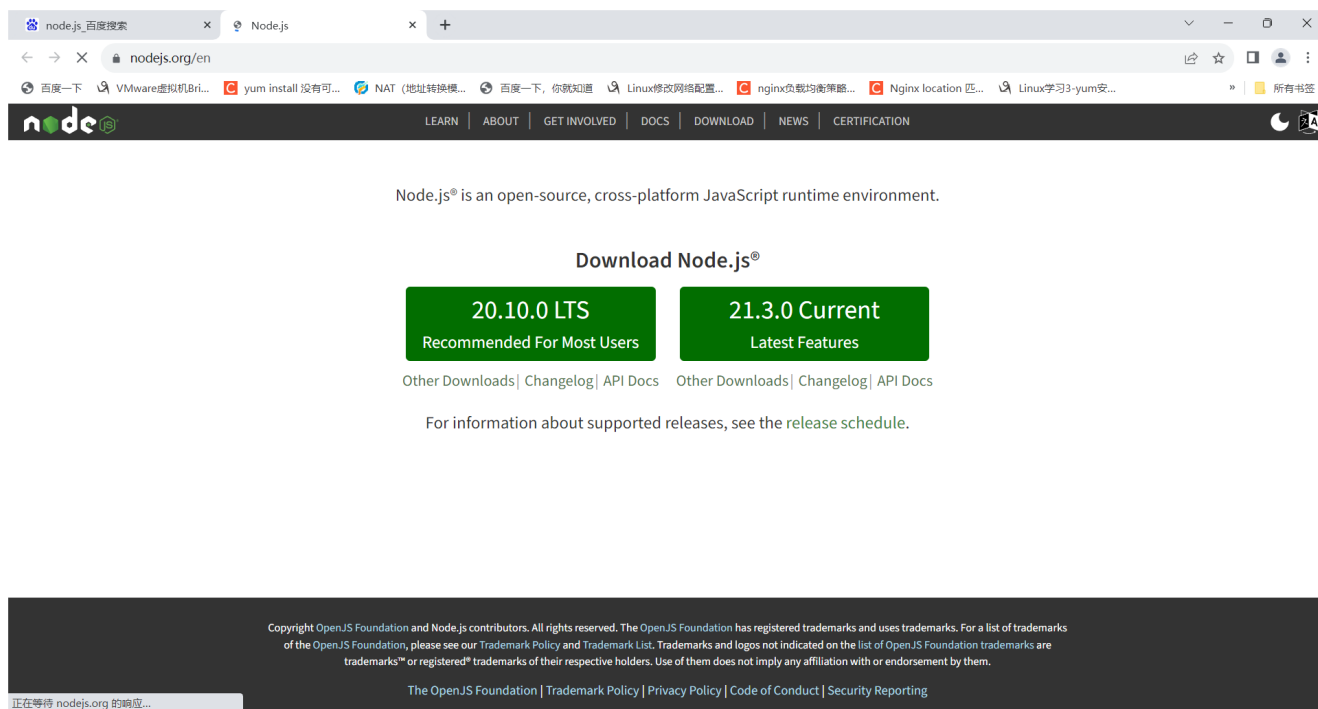 node.js_百度搜索 Node.js
nodejs.org/en
百度一下 VMware虚拟机Bri... yum install 没有可... NAT（地址转换模... 百度一下，你就知道 Linux修改网络配置... nginx负载均衡策略... Nginx location 匹... Linux学习3-yum安... » 所有书签
node JS LEARN | ABOUT | GET INVOLVED | DOCS | DOWNLOAD | NEWS | CERTIFICATION
Node.js® is an open-source, cross-platform JavaScript runtime environment.
Download Node.js®
20.10.0 LTS
Recommended For Most Users
21.3.0 Current
Latest Features
Other Downloads | Changelog | API Docs Other Downloads | Changelog | API Docs
For information about supported releases, see the release schedule.
Copyright OpenJS Foundation and Node.js contributors. All rights reserved. The OpenJS Foundation has registered trademarks and uses trademarks. For a list of trademarks
of the OpenJS Foundation, please see our Trademark Policy and Trademark List. Trademarks and logos not indicated on the list of OpenJS Foundation trademarks are
trademarks™ or registered® trademarks of their respective holders. Use of them does not imply any affiliation with or endorsement by them.
The OpenJS Foundation | Trademark Policy | Privacy Policy | Code of Conduct | Security Reporting
正在等待 nodejs.org 的响应...